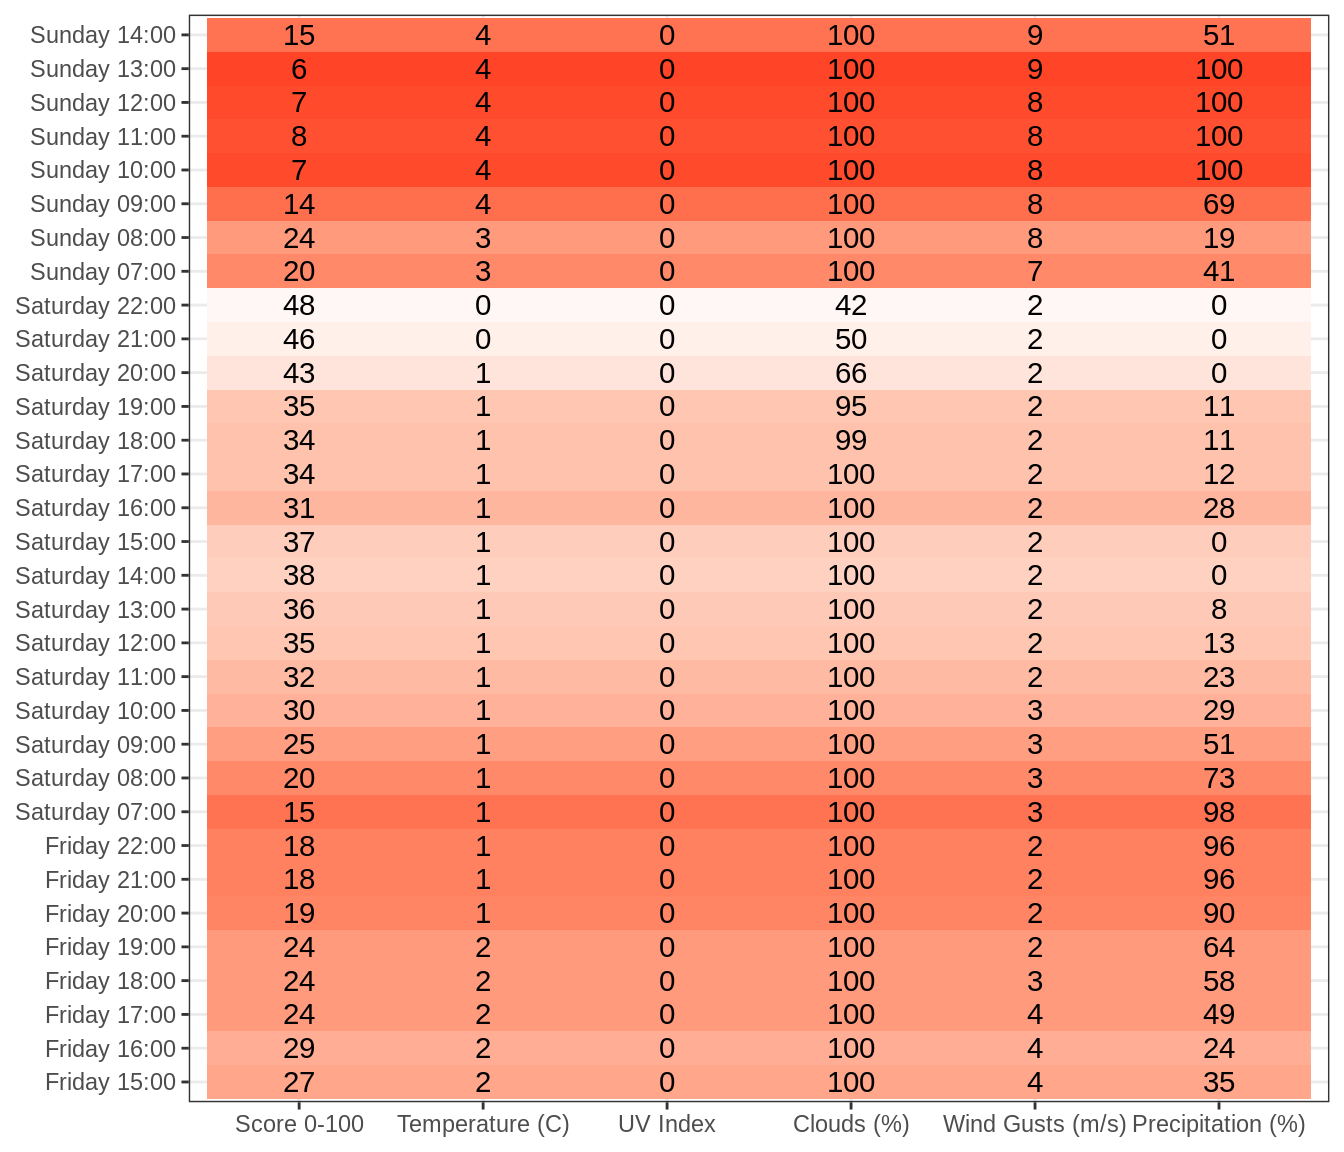 Sunday 14:00 15 4 0 100 9 51
Sunday 13:00 6 4 0 100 9 100
Sunday 12:00 7 4 0 100 8 100
Sunday 11:00 8 4 0 100 8 100
Sunday 10:00 7 4 0 100 8 100
Sunday 09:00 14 4 0 100 8 69
Sunday 08:00 24 3 0 100 8 19
Sunday 07:00 20 3 0 100 7 41
Saturday 22:00 48 0 0 42 2 0
Saturday 21:00 46 0 0 50 2 0
Saturday 20:00 43 1 0 66 2 0
Saturday 19:00 35 1 0 95 2 11
Saturday 18:00 34 1 0 99 2 11
Saturday 17:00 34 1 0 100 2 12
Saturday 16:00 31 1 0 100 2 28
Saturday 15:00 37 1 0 100 2 0
Saturday 14:00 38 1 0 100 2 0
Saturday 13:00 36 1 0 100 2 8
Saturday 12:00 35 1 0 100 2 13
Saturday 11:00 32 1 0 100 2 23
Saturday 10:00 30 1 0 100 3 29
Saturday 09:00 25 1 0 100 3 51
Saturday 08:00 20 1 0 100 3 73
Saturday 07:00 15 1 0 100 3 98
Friday 22:00 18 1 0 100 2 96
Friday 21:00 18 1 0 100 2 96
Friday 20:00 19 1 0 100 2 90
Friday 19:00 24 2 0 100 2 64
Friday 18:00 24 2 0 100 3 58
Friday 17:00 24 2 0 100 4 49
Friday 16:00 29 2 0 100 4 24
Friday 15:00 27 2 0 100 4 35
Score 0-100 Temperature (C) UV Index Clouds (%) Wind Gusts (m/s) Precipitation (%)